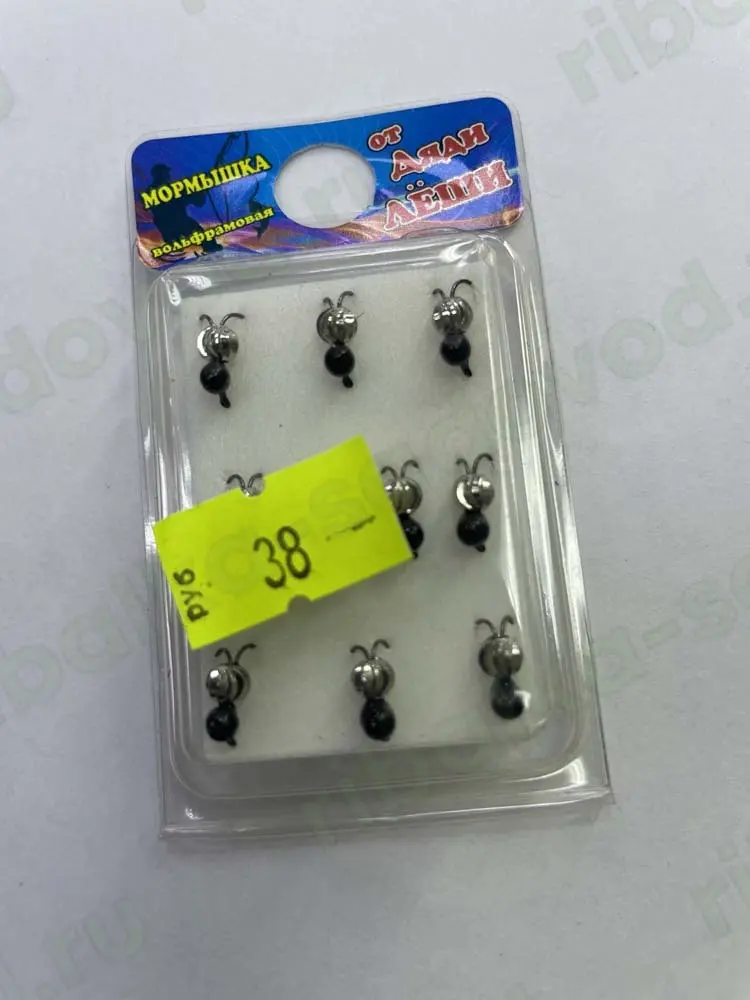 МОРМЫШКА
вольфрамовая
от
ДЯДИ
ЛЁШИ
руб
38 —